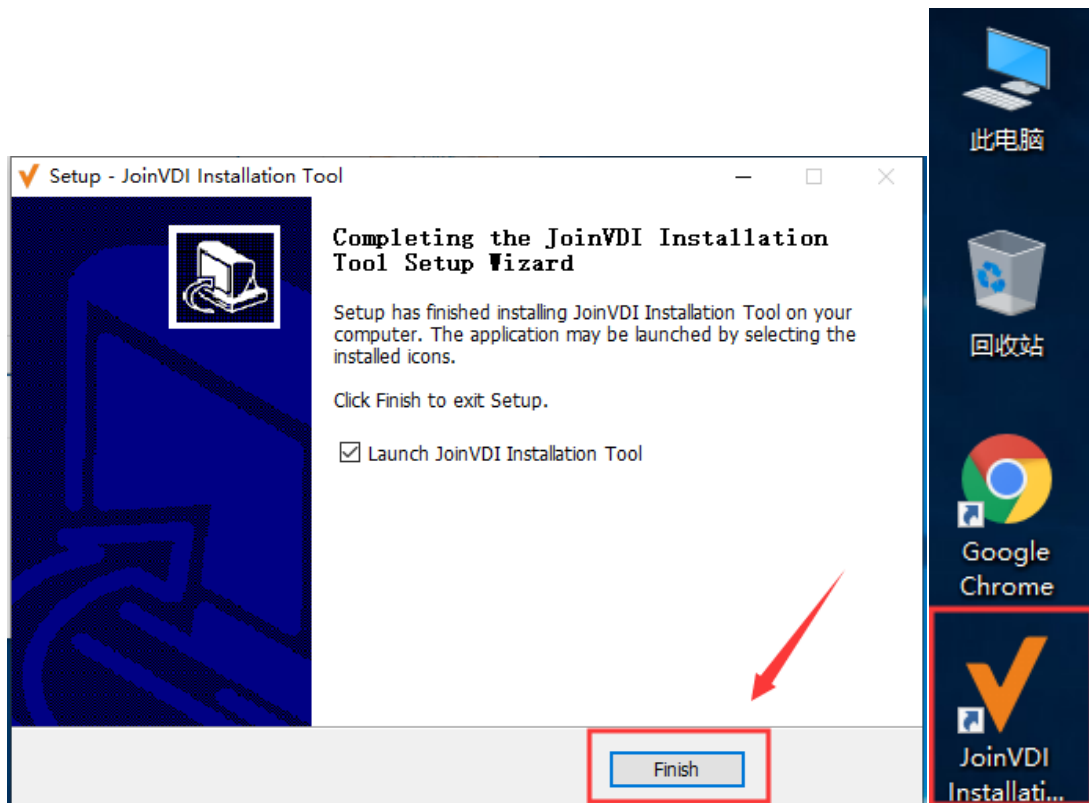 Setup - JoinVDI Installation Tool
Completing the JoinVDI Installation
Tool Setup Wizard
Setup has finished installing JoinVDI Installation Tool on your
computer. The application may be launched by selecting the
installed icons.
Click Finish to exit Setup.
Launch JoinVDI Installation Tool
Finish
此电脑
回收站
Google
Chrome
JoinVDI
Installati...